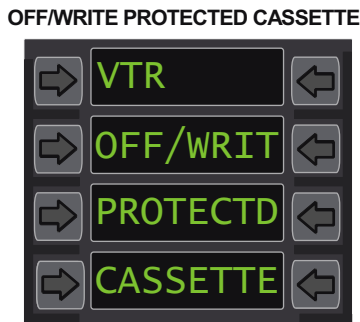 OFF/WRITE PROTECTED CASSETTE
VTR
OFF/WRIT
PROTECTD
CASSETTE